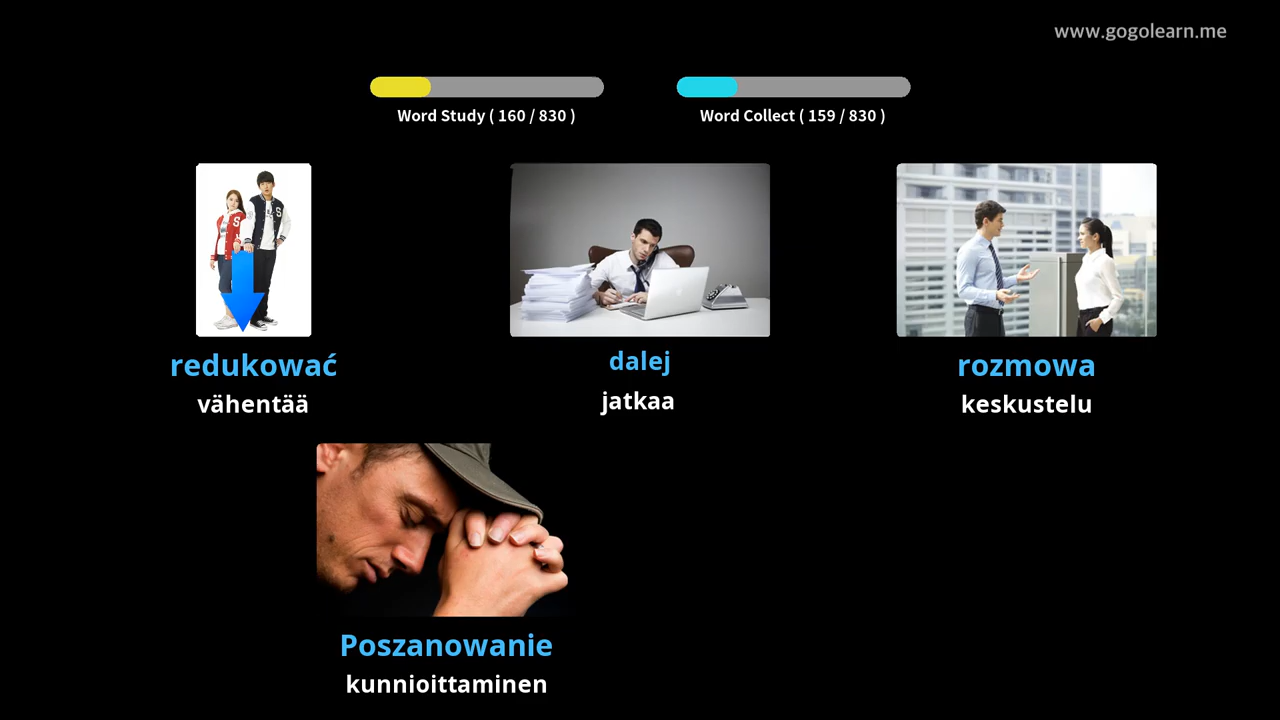 www.gogolearn.me
Word Study ( 160 / 830 )
Word Collect ( 159 / 830 )
S
S
redukować
dalej
rozmowa
vähentää
jatkaa
keskustelu
Poszanowanie
kunnioittaminen